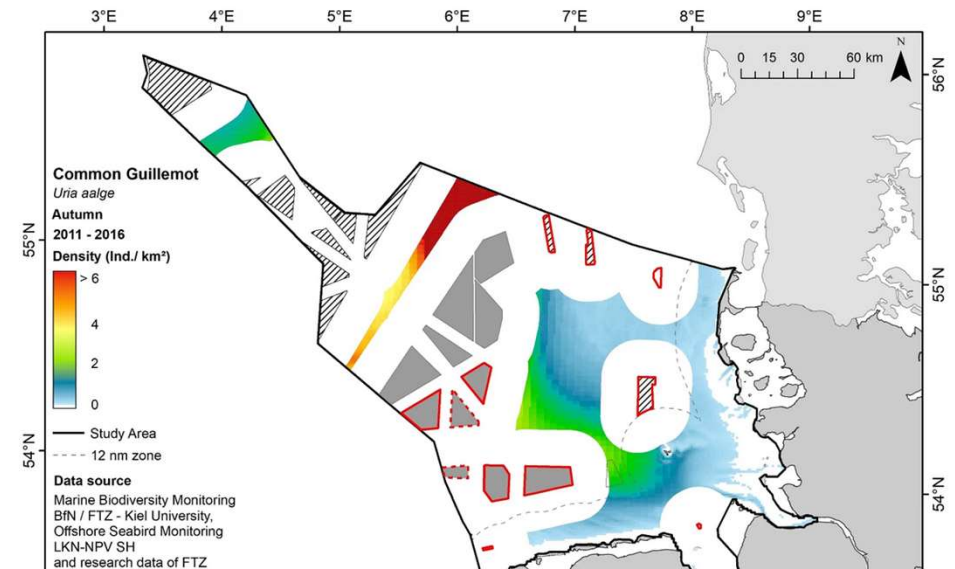 3°E 4°E 5°E 6°E 7°E 8°E 9°E
N
0 15 30 60 km
56°N
Common Guillemot
Uria aalge
Autumn
2011 - 2016
55°N
55°N
Density (Ind./ km²)
> 6
4
2
0
Study Area
54°N
12 nm zone
54°N
Data source
Marine Biodiversity Monitoring
BfN / FTZ - Kiel University,
Offshore Seabird Monitoring
LKN-NPV SH
and research data of FTZ